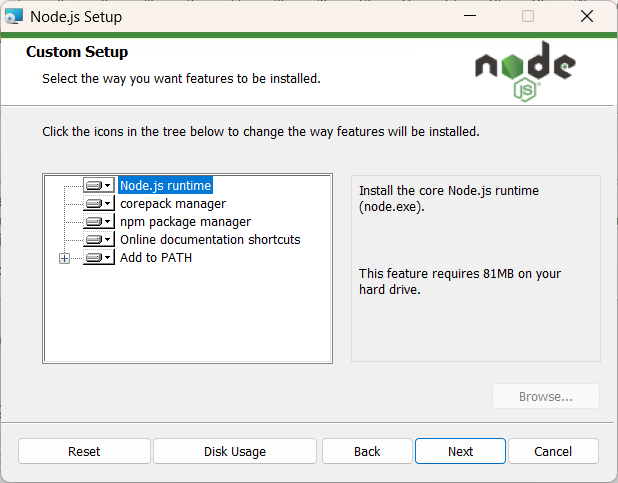 Node.js Setup
Custom Setup
Select the way you want features to be installed.
node
JS
Click the icons in the tree below to change the way features will be installed.
Node.js runtime
corepack manager
npm package manager
Online documentation shortcuts
Add to PATH
Install the core Node.js runtime
(node.exe).
This feature requires 81MB on your
hard drive.
Browse...
Reset
Disk Usage
Back
Next
Cancel